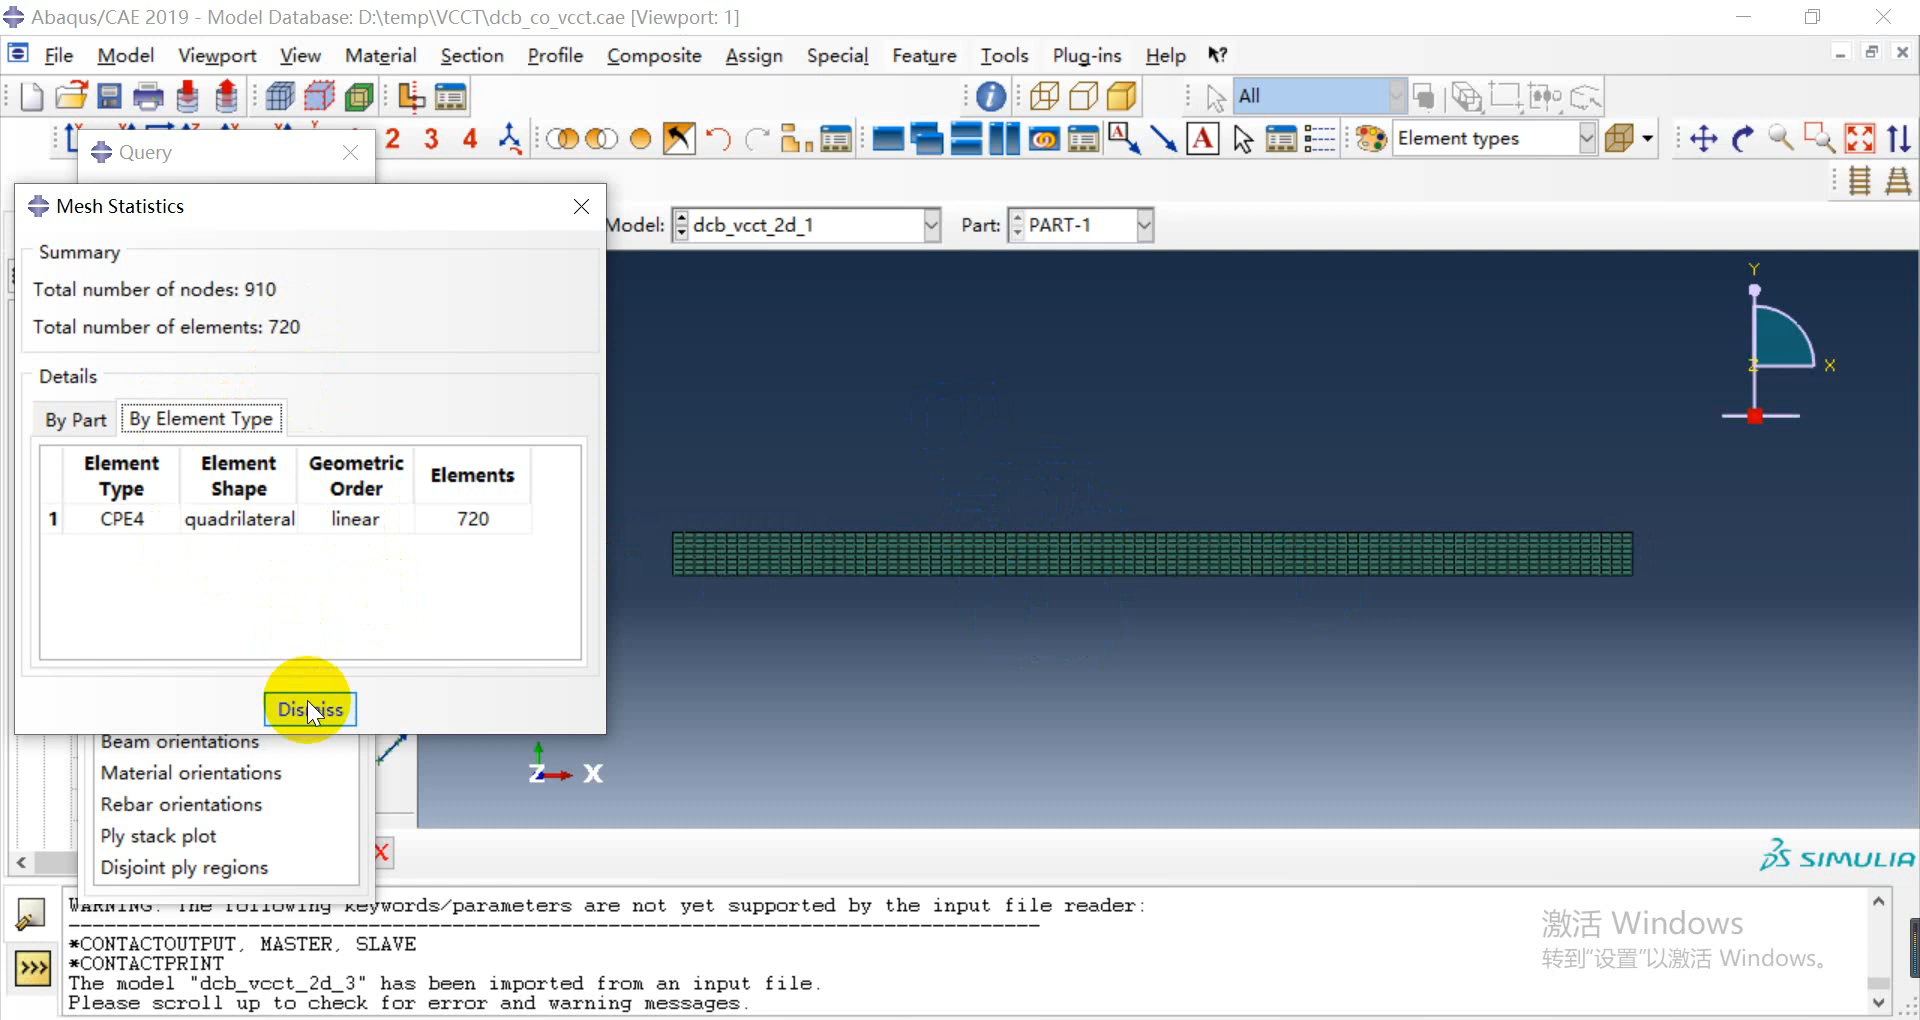 Abaqus/CAE 2019 - Model Database: D:\temp\VCCT\dcb_co_vcct.cae [Viewport: 1]
File Model Viewport View Material Section Profile Composite Assign Special Feature Tools Plug-ins Help
All
2 3 4 A A Element types
Query
Mesh Statistics
Model: dcb_vcct_2d_1 Part: PART-1
Summary
Total number of nodes: 910
Total number of elements: 720
Details
By Part By Element Type
Element Type Element Shape Geometric Order Elements
1 CPE4 quadrilateral linear 720
Dismiss
Y
Z X
Z X
Beam orientations
Material orientations
Rebar orientations
Ply stack plot
Disjoint ply regions
SIMULIA
WARNING: The following keywords/parameters are not yet supported by the input file reader:
*CONTACTOUTPUT, MASTER, SLAVE
*CONTACTPRINT
The model "dcb_vcct_2d_3" has been imported from an input file.
Please scroll up to check for error and warning messages.
激活 Windows
转到"设置"以激活 Windows。